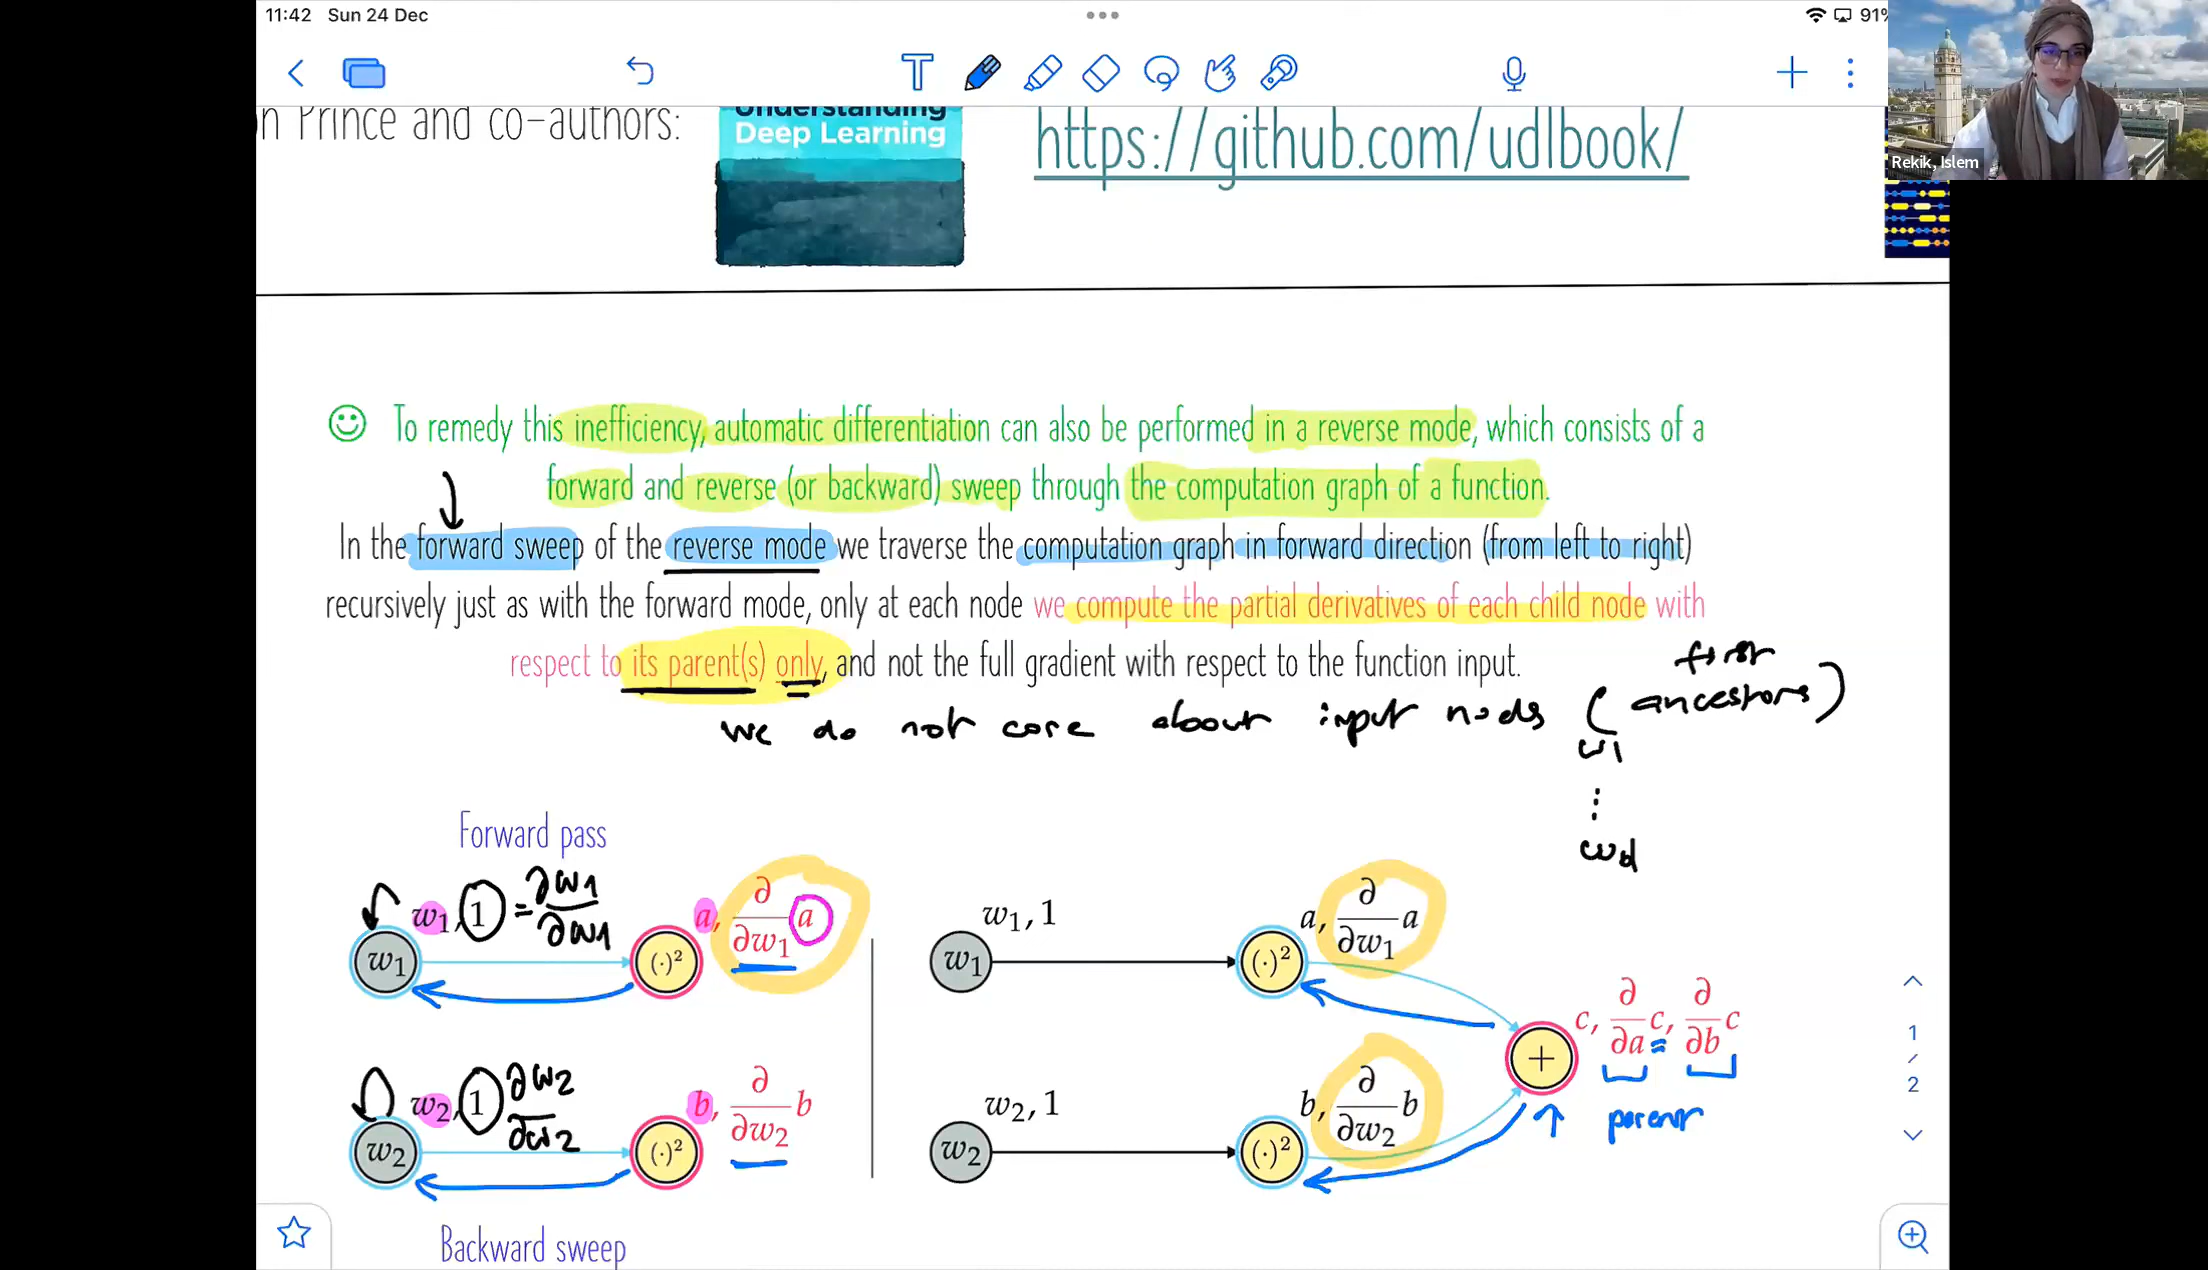 11:42 Sun 24 Dec
91%
Rekik, Islem
n Prince and co-authors:
Understanding
Deep Learning
https://github.com/udlbook/
To remedy this inefficiency, automatic differentiation can also be performed in a reverse mode, which consists of a
forward and reverse (or backward) sweep through the computation graph of a function.
In the forward sweep of the reverse mode we traverse the computation graph in forward direction (from left to right)
recursively just as with the forward mode, only at each node we compute the partial derivatives of each child node with
respect to its parent(s) only, and not the full gradient with respect to the function input.
we do not care about input nodes (first ancestors)
w1
⋮
wd
Forward pass
w₁, 1 = ∂w1/∂w1
a, ∂/∂w₁ a
w₁, 1
a, ∂/∂w₁ a
w₁
(·)²
w₁
(·)²
c, ∂/∂a c, ∂/∂b c
+
parent
w₂, 1 ∂w2/∂w2
b, ∂/∂w₂ b
w₂, 1
b, ∂/∂w₂ b
w₂
(·)²
w₂
(·)²
1
/
2
Backward sweep